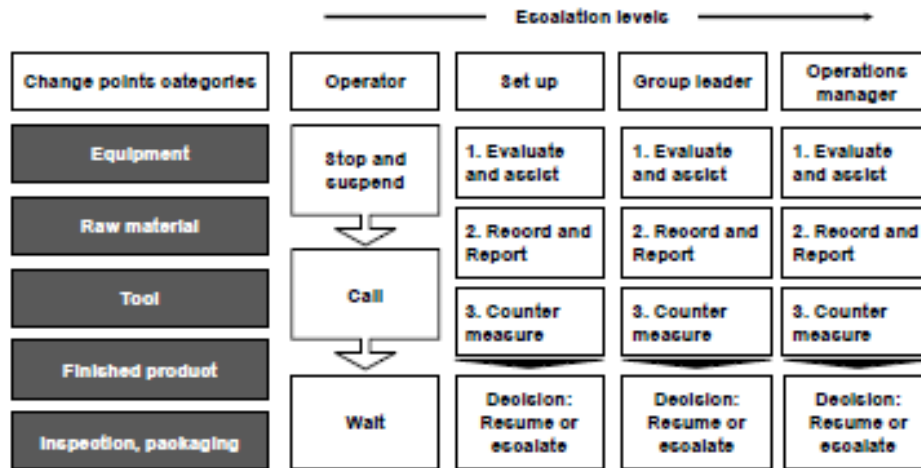 Escalation levels
Change points categories
Operator
Set up
Group leader
Operations
manager
Equipment
Raw material
Tool
Finished product
Inspection, packaging
Stop and
suspend
Call
Wait
1. Evaluate
and assist
2. Record and
Report
3. Counter
measure
Decision:
Resume or
escalate
1. Evaluate
and assist
2. Record and
Report
3. Counter
measure
Decision:
Resume or
escalate
1. Evaluate
and assist
2. Record and
Report
3. Counter
measure
Decision:
Resume or
escalate